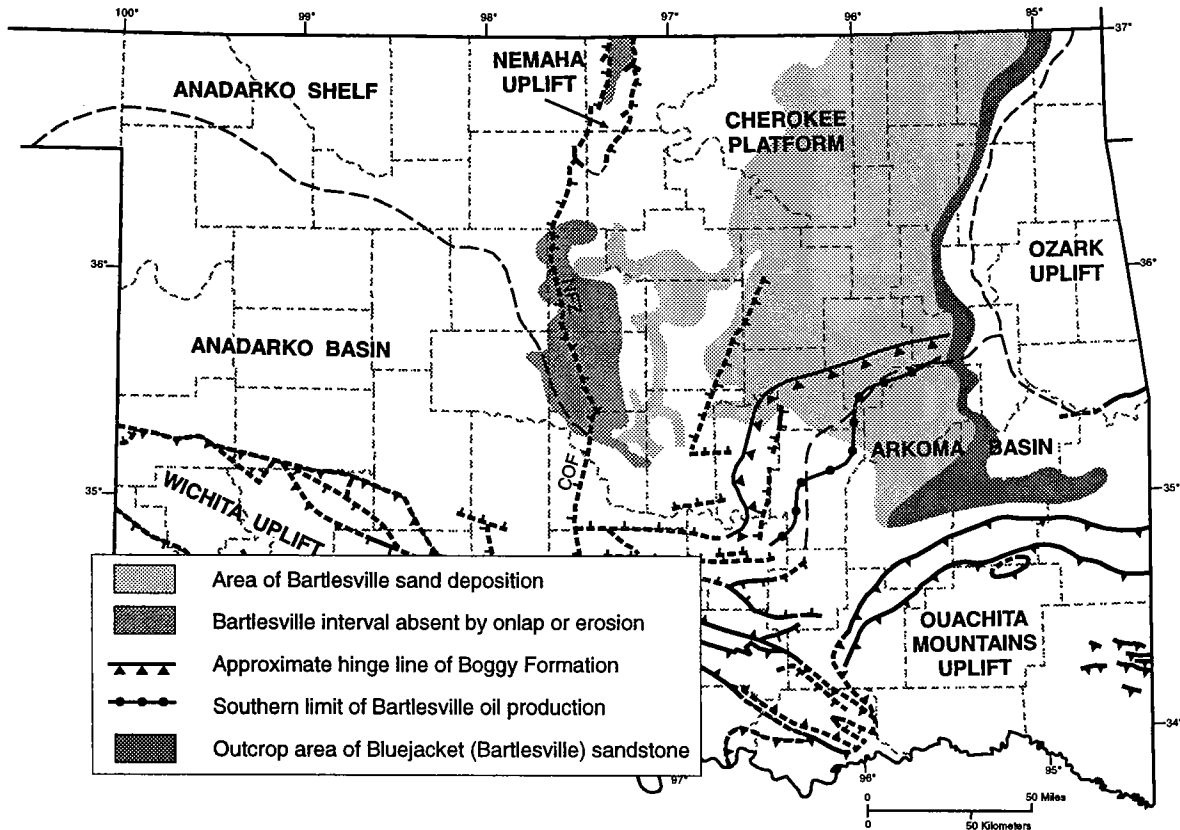 100°
98°
97°
96°
95°
37°
NEMAHA
UPLIFT
ANADARKO SHELF
CHEROKEE
PLATFORM
36°
OZARK
UPLIFT
36°
NFZ
ANADARKO BASIN
ARKOMA BASIN
COF
35°
WICHITA UPLIFT
35°
Area of Bartlesville sand deposition
Bartlesville interval absent by onlap or erosion
Approximate hinge line of Boggy Formation
Southern limit of Bartlesville oil production
Outcrop area of Bluejacket (Bartlesville) sandstone
OUACHITA
MOUNTAINS
UPLIFT
34°
97°
96°
95°
0 50 Miles
0 50 Kilometers